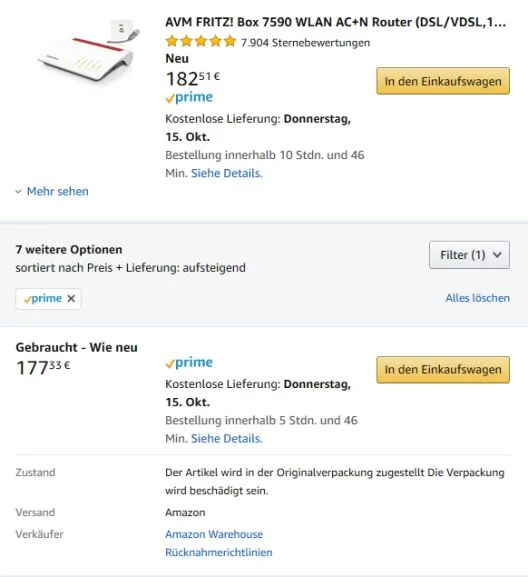 AVM FRITZ! Box 7590 WLAN AC+N Router (DSL/VDSL,1...
7.904 Sternebewertungen
Neu
182 51 €
In den Einkaufswagen
prime
Kostenlose Lieferung: Donnerstag,
15. Okt.
Bestellung innerhalb 10 Stdn. und 46
Min. Siehe Details.
Mehr sehen
7 weitere Optionen
sortiert nach Preis + Lieferung: aufsteigend
Filter (1)
prime ✕
Alles löschen
Gebraucht - Wie neu
177 33 €
prime
In den Einkaufswagen
Kostenlose Lieferung: Donnerstag,
15. Okt.
Bestellung innerhalb 5 Stdn. und 46
Min. Siehe Details.
Zustand
Der Artikel wird in der Originalverpackung zugestellt Die Verpackung
wird beschädigt sein.
Versand
Amazon
Verkäufer
Amazon Warehouse
Rücknahmerichtlinien